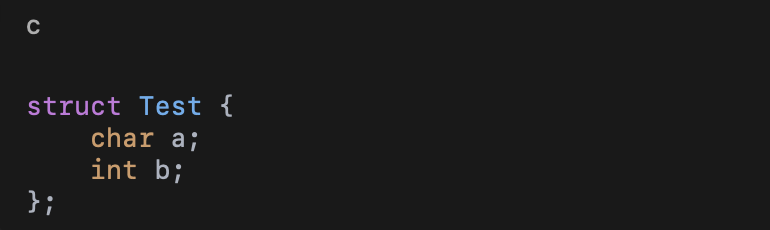 c
struct Test {
    char a;
    int b;
};